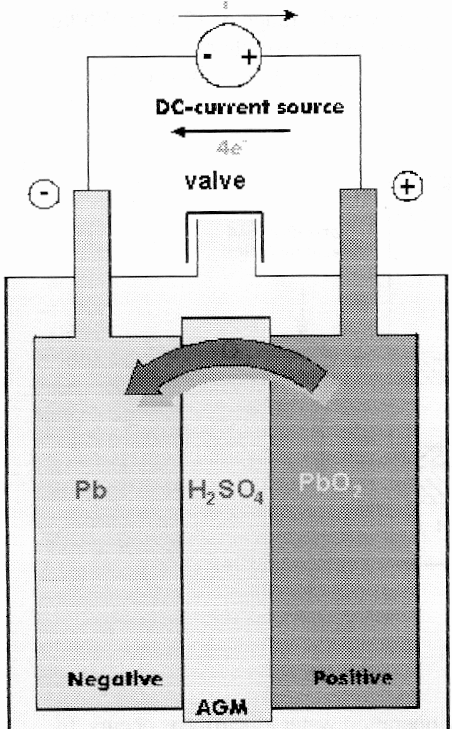 - +
DC-current source
4e⁻
valve
- +
Pb H₂SO₄ PbO₂
Negative Positive
AGM